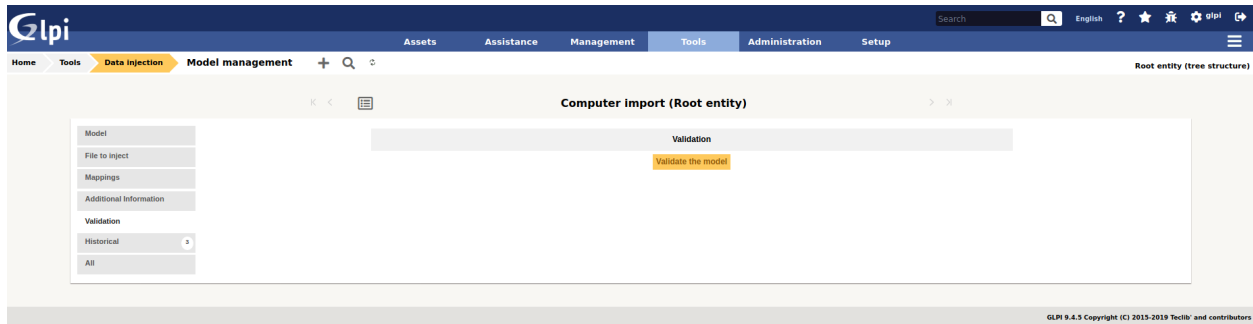 Glpi
Search English ? glpi
Assets Assistance Management Tools Administration Setup
Home Tools Data injection Model management Root entity (tree structure)
Computer import (Root entity)
Model
Validation
File to inject
Validate the model
Mappings
Additional Information
Validation
Historical 3
All
GLPI 9.4.5 Copyright (C) 2015-2019 Teclib' and contributors